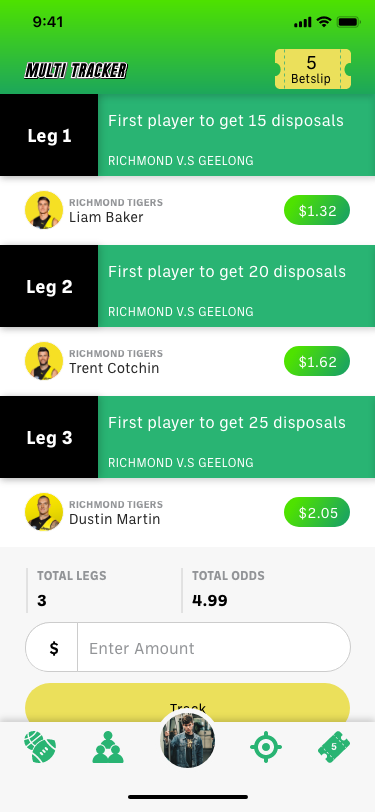 9:41
MULTI TRACKER
5
Betslip
Leg 1
First player to get 15 disposals
RICHMOND V.S GEELONG
RICHMOND TIGERS
Liam Baker
$1.32
Leg 2
First player to get 20 disposals
RICHMOND V.S GEELONG
RICHMOND TIGERS
Trent Cotchin
$1.62
Leg 3
First player to get 25 disposals
RICHMOND V.S GEELONG
RICHMOND TIGERS
Dustin Martin
$2.05
TOTAL LEGS
3
TOTAL ODDS
4.99
$
Enter Amount
Track
5